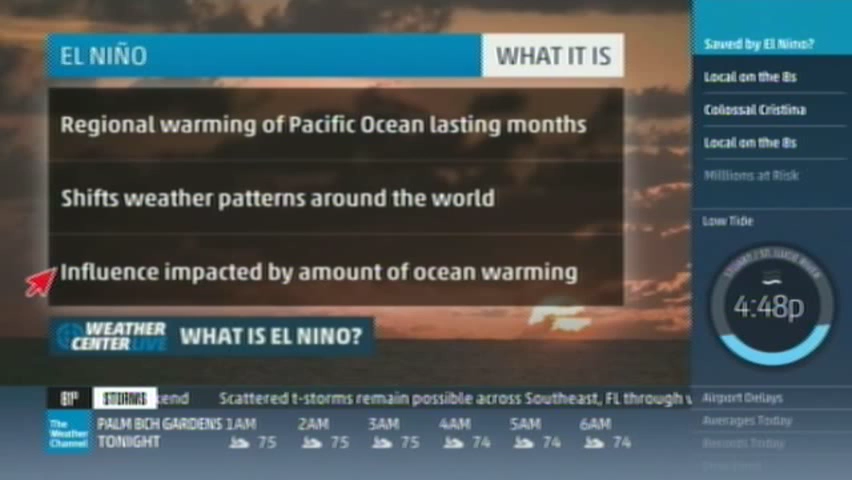 EL NIÑO
WHAT IT IS
Regional warming of Pacific Ocean lasting months
Shifts weather patterns around the world
Influence impacted by amount of ocean warming
WEATHER
CENTER LIVE
WHAT IS EL NINO?
Saved by El Nino?
Local on the 8s
Colossal Cristina
Local on the 8s
Millions at Risk
Low Tide
4:48p
Airport Delays
Averages Today
Records Today
81° STORMS kend Scattered t-storms remain possible across Southeast, FL through
The
Weather
Channel
PALM BCH GARDENS 1AM 2AM 3AM 4AM 5AM 6AM
TONIGHT 75 75 75 74 74 74